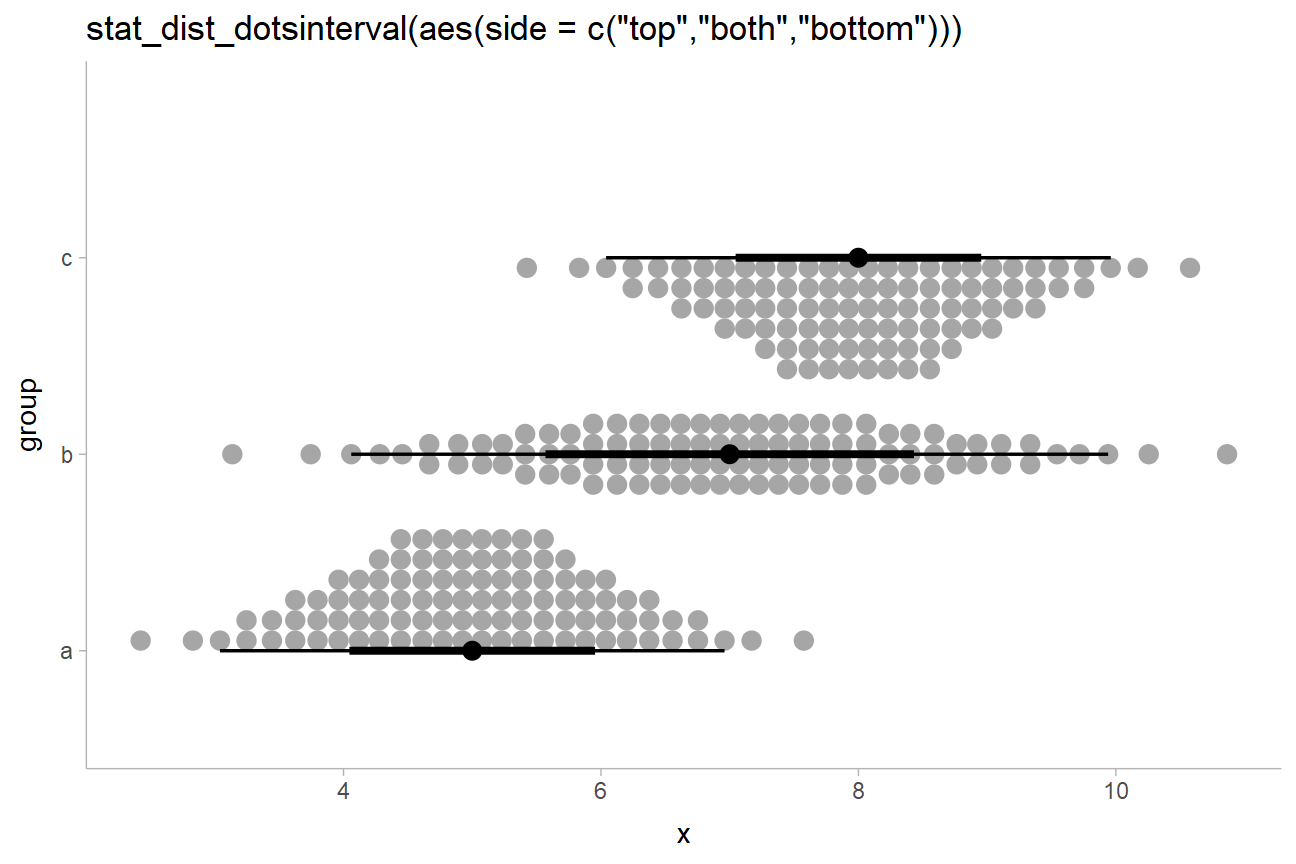 stat_dist_dotsinterval(aes(side = c("top","both","bottom")))
c
b
a
group
4 6 8 10
x